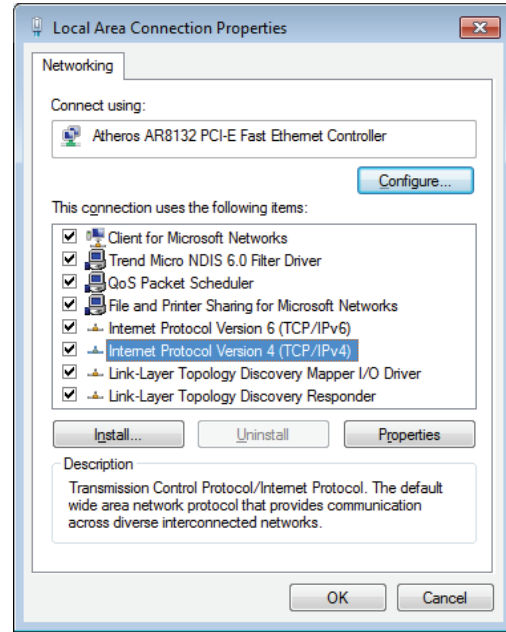 Local Area Connection Properties
Networking
Connect using:
Atheros AR8132 PCI-E Fast Ethernet Controller
Configure...
This connection uses the following items:
Client for Microsoft Networks
Trend Micro NDIS 6.0 Filter Driver
QoS Packet Scheduler
File and Printer Sharing for Microsoft Networks
Internet Protocol Version 6 (TCP/IPv6)
Internet Protocol Version 4 (TCP/IPv4)
Link-Layer Topology Discovery Mapper I/O Driver
Link-Layer Topology Discovery Responder
Install... Uninstall Properties
Description
Transmission Control Protocol/Internet Protocol. The default
wide area network protocol that provides communication
across diverse interconnected networks.
OK Cancel